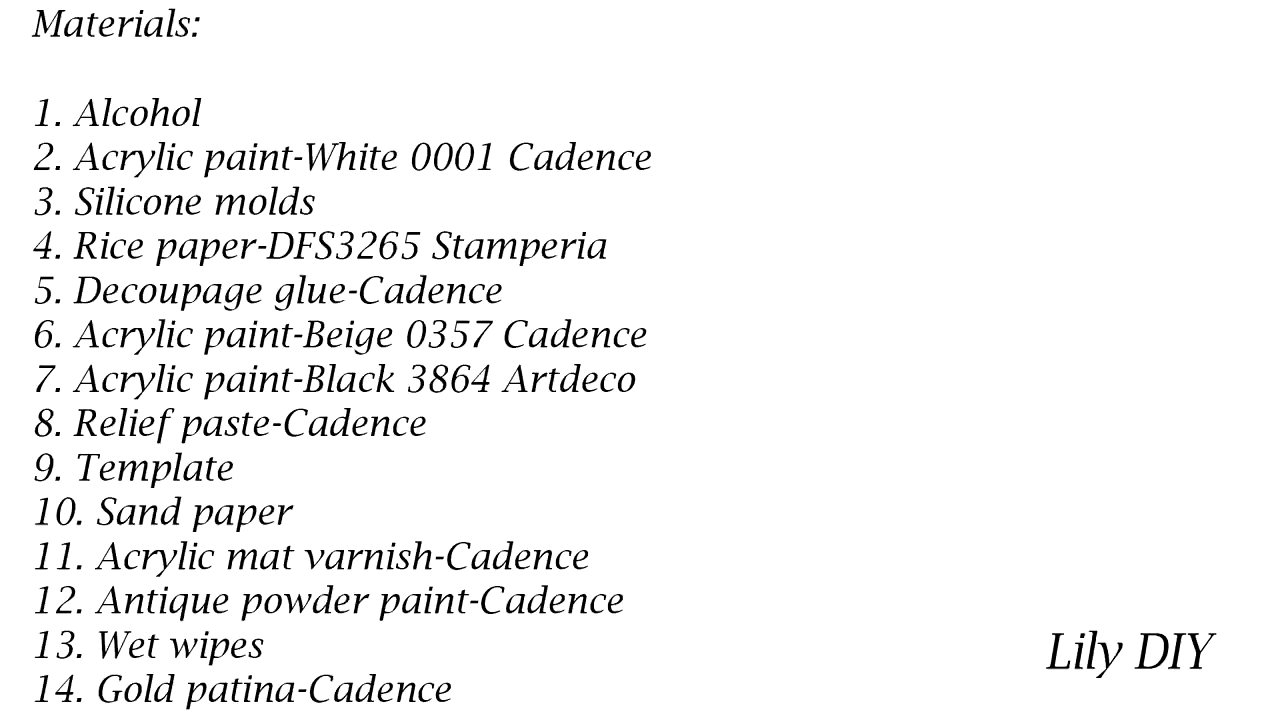 Materials:
1. Alcohol
2. Acrylic paint-White 0001 Cadence
3. Silicone molds
4. Rice paper-DFS3265 Stamperia
5. Decoupage glue-Cadence
6. Acrylic paint-Beige 0357 Cadence
7. Acrylic paint-Black 3864 Artdeco
8. Relief paste-Cadence
9. Template
10. Sand paper
11. Acrylic mat varnish-Cadence
12. Antique powder paint-Cadence
13. Wet wipes
14. Gold patina-Cadence
Lily DIY